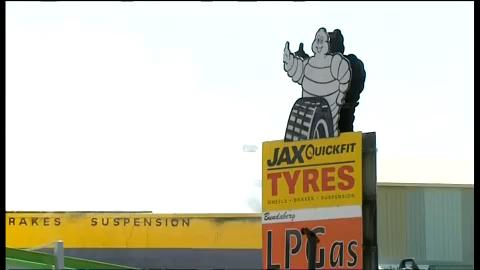 JAX QUICKFIT
TYRES
WHEELS • BRAKES • SUSPENSION
Bundaberg
LPGas
RAKES SUSPENSION